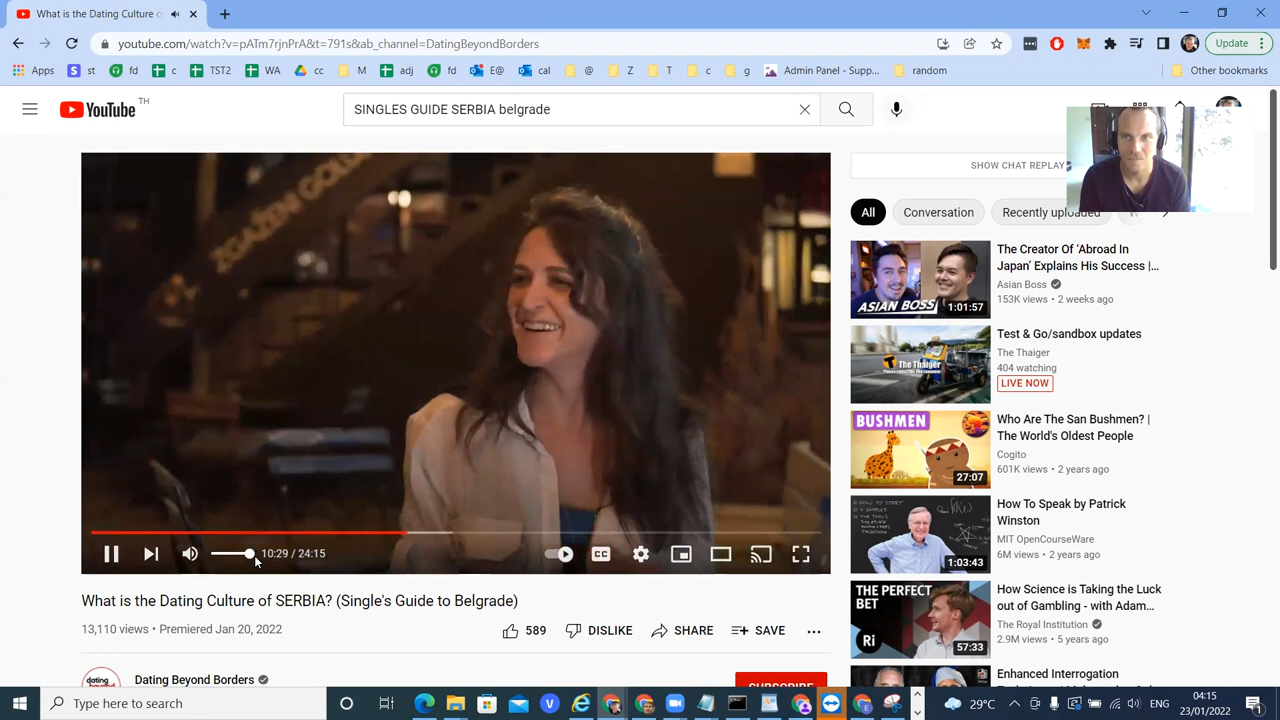 What is the Dating Culture of
youtube.com/watch?v=pATm7rjnPrA&t=791s&ab_channel=DatingBeyondBorders
Update
Apps
fd
TST2
WA
M
adj
fd
E@
cal
Z
T
M
Admin Panel - Supp...
random
Other bookmarks
YouTube TH
SINGLES GUIDE SERBIA belgrade
SHOW CHAT REPLAY
All
Conversation
Recently uploaded
ASIAN BOSS
1:01:57
The Creator Of 'Abroad In
Japan' Explains His Success |...
Asian Boss
153K views • 2 weeks ago
The Thaiger
Test & Go/sandbox updates
The Thaiger
404 watching
LIVE NOW
BUSHMEN
27:07
Who Are The San Bushmen? |
The World's Oldest People
Cogito
601K views • 2 years ago
1:03:43
How To Speak by Patrick
Winston
MIT OpenCourseWare
6M views • 2 years ago
THE PERFECT
BET
Ri
57:33
How Science is Taking the Luck
out of Gambling - with Adam...
The Royal Institution
2.9M views • 5 years ago
Enhanced Interrogation
10:29 / 24:15
CC
What is the Dating Culture of SERBIA? (Single's Guide to Belgrade)
13,110 views • Premiered Jan 20, 2022
589
DISLIKE
SHARE
SAVE
dating
Dating Beyond Borders
SUBSCRIBE
Type here to search
29°C
ENG
04:15
23/01/2022